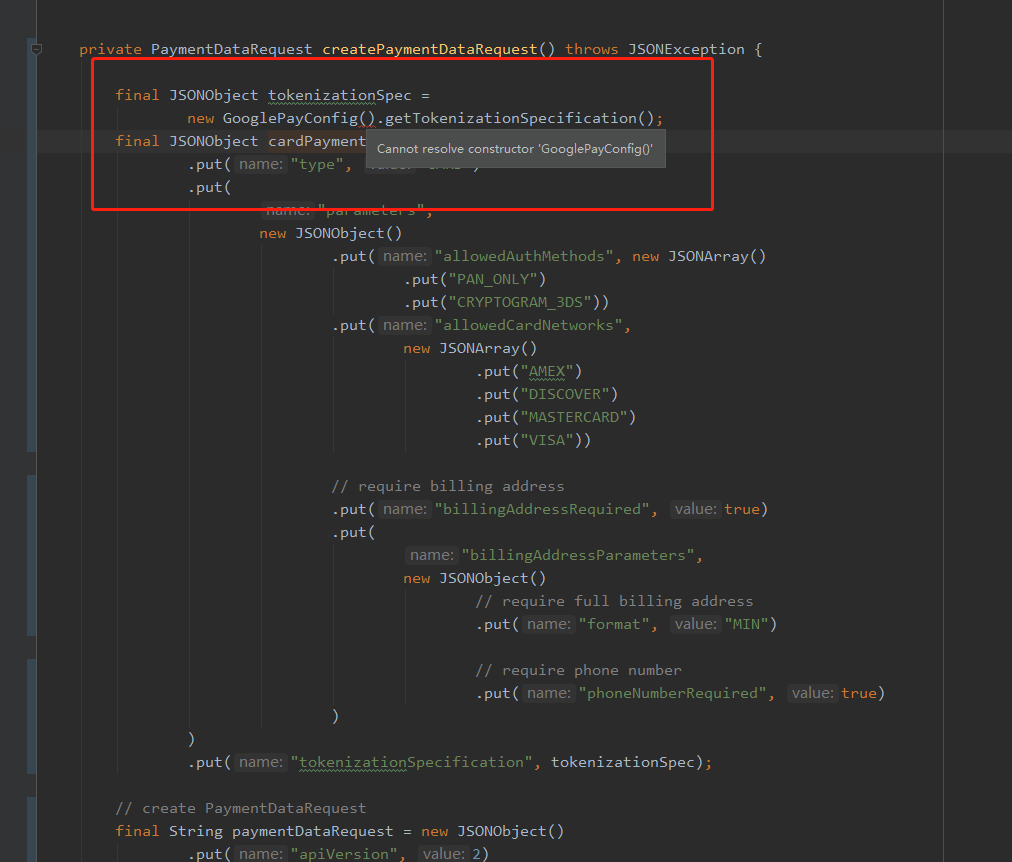 private PaymentDataRequest createPaymentDataRequest() throws JSONException {
final JSONObject tokenizationSpec =
new GooglePayConfig().getTokenizationSpecification();
final JSONObject cardPayment
Cannot resolve constructor 'GooglePayConfig()'
.put( name: "type",
.put(
name: "parameters",
new JSONObject()
.put( name: "allowedAuthMethods", new JSONArray()
.put("PAN_ONLY")
.put("CRYPTOGRAM_3DS"))
.put( name: "allowedCardNetworks",
new JSONArray()
.put("AMEX")
.put("DISCOVER")
.put("MASTERCARD")
.put("VISA"))
// require billing address
.put( name: "billingAddressRequired", value: true)
.put(
name: "billingAddressParameters",
new JSONObject()
// require full billing address
.put( name: "format", value: "MIN")
// require phone number
.put( name: "phoneNumberRequired", value: true)
)
)
.put( name: "tokenizationSpecification", tokenizationSpec);
// create PaymentDataRequest
final String paymentDataRequest = new JSONObject()
.put( name: "apiVersion", value: 2)